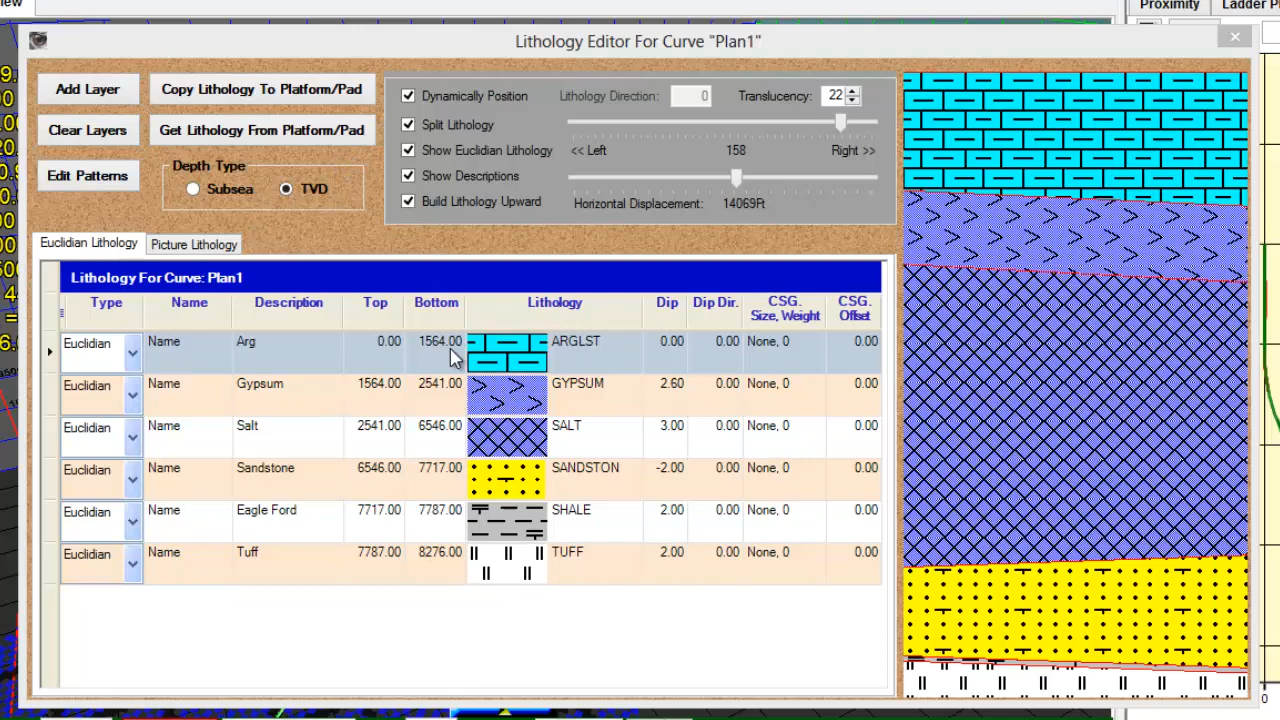 Proximity
Lithology Editor For Curve "Plan1"
Add Layer
Copy Lithology To Platform/Pad
Clear Layers
Get Lithology From Platform/Pad
Edit Patterns
Depth Type
Subsea
TVD
Dynamically Position
Lithology Direction: 0
Translucency: 22
Split Lithology
Show Euclidian Lithology
<< Left 158 Right >>
Show Descriptions
Build Lithology Upward
Horizontal Displacement: 14069Ft
Euclidian Lithology
Picture Lithology
Lithology For Curve: Plan1
Type Name Description Top Bottom Lithology Dip Dip Dir. CSG. Size, Weight CSG. Offset
Euclidian Name Arg 0.00 1564.00 ARGLST 0.00 0.00 None, 0 0.00
Euclidian Name Gypsum 1564.00 2541.00 GYPSUM 2.60 0.00 None, 0 0.00
Euclidian Name Salt 2541.00 6546.00 SALT 3.00 0.00 None, 0 0.00
Euclidian Name Sandstone 6546.00 7717.00 SANDSTON -2.00 0.00 None, 0 0.00
Euclidian Name Eagle Ford 7717.00 7787.00 SHALE 2.00 0.00 None, 0 0.00
Euclidian Name Tuff 7787.00 8276.00 TUFF 2.00 0.00 None, 0 0.00
0